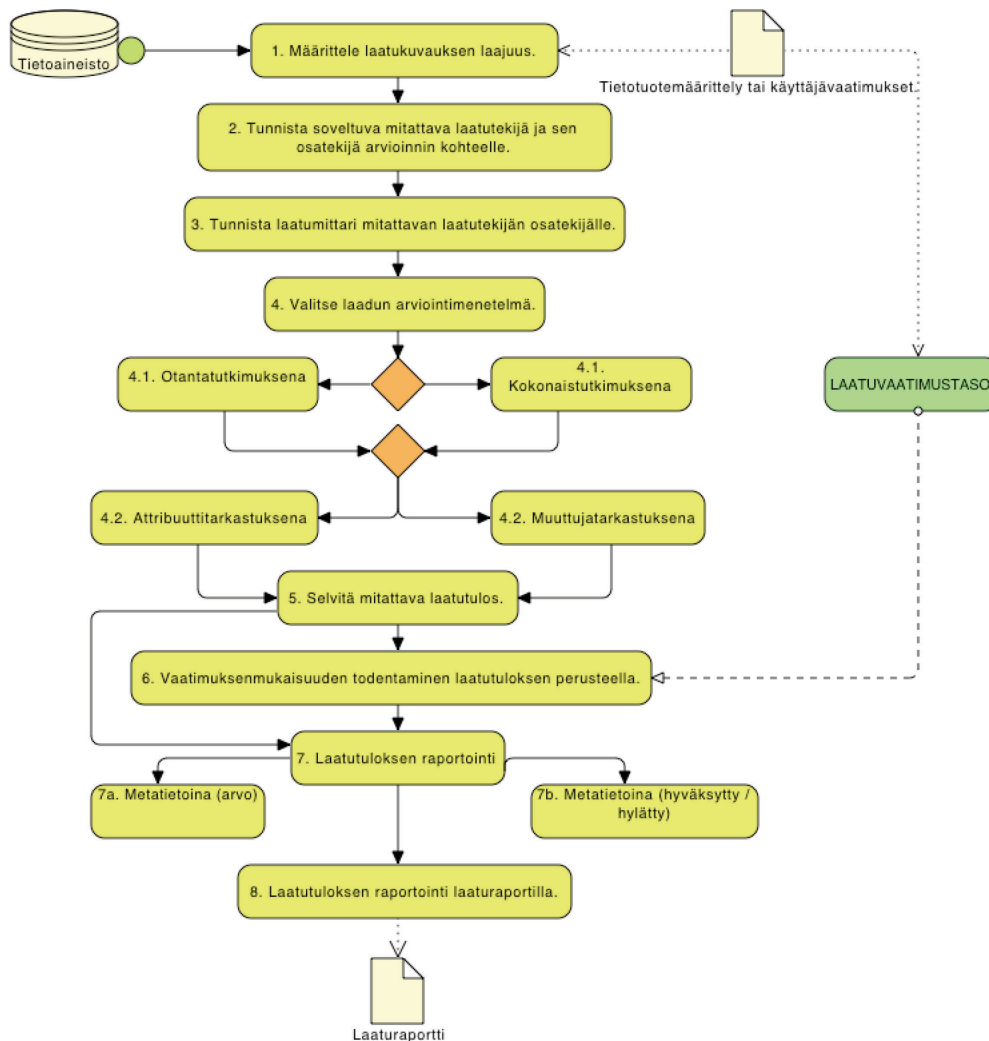 Tietoaineisto
1. Määrittele laatukuvauksen laajuus.
Tietotuotemäärittely tai käyttäjävaatimukset.
2. Tunnista soveltuva mitattava laatutekijä ja sen
osatekijä arvioinnin kohteelle.
3. Tunnista laatumittari mitattavan laatutekijän osatekijälle.
4. Valitse laadun arviointimenetelmä.
4.1. Otantatutkimuksena
4.1.
Kokonaistutkimuksena
LAATUVAATIMUSTASO
4.2. Attribuuttitarkastuksena
4.2. Muuttujatarkastuksena
5. Selvitä mitattava laatutulos.
6. Vaatimuksenmukaisuuden todentaminen laatutuloksen perusteella.
7. Laatutuloksen raportointi
7a. Metatietoina (arvo)
7b. Metatietoina (hyväksytty /
hylätty)
8. Laatutuloksen raportointi laaturaportilla.
Laaturaportti